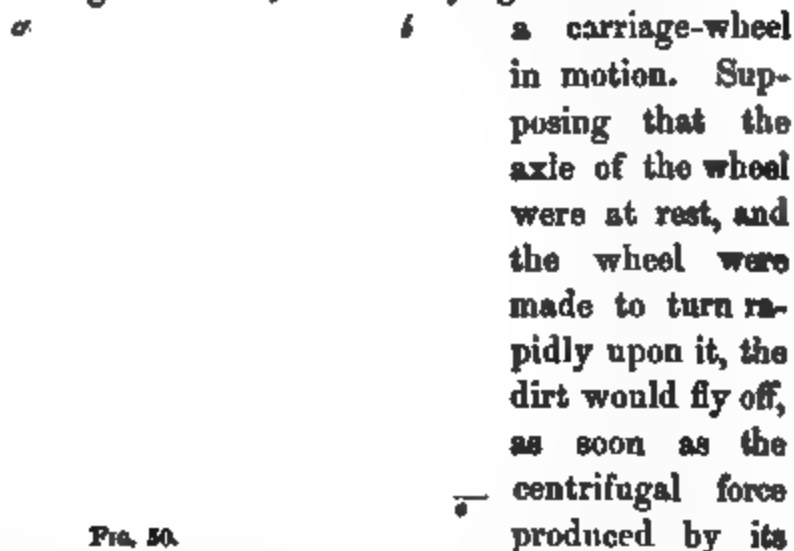 a carriage-wheel
in motion. Sup-
posing that the
axle of the wheel
were at rest, and
the wheel were
made to turn ra-
pidly upon it, the
dirt would fly off,
as soon as the
centrifugal force
produced by its
a
b
Fig. 50.